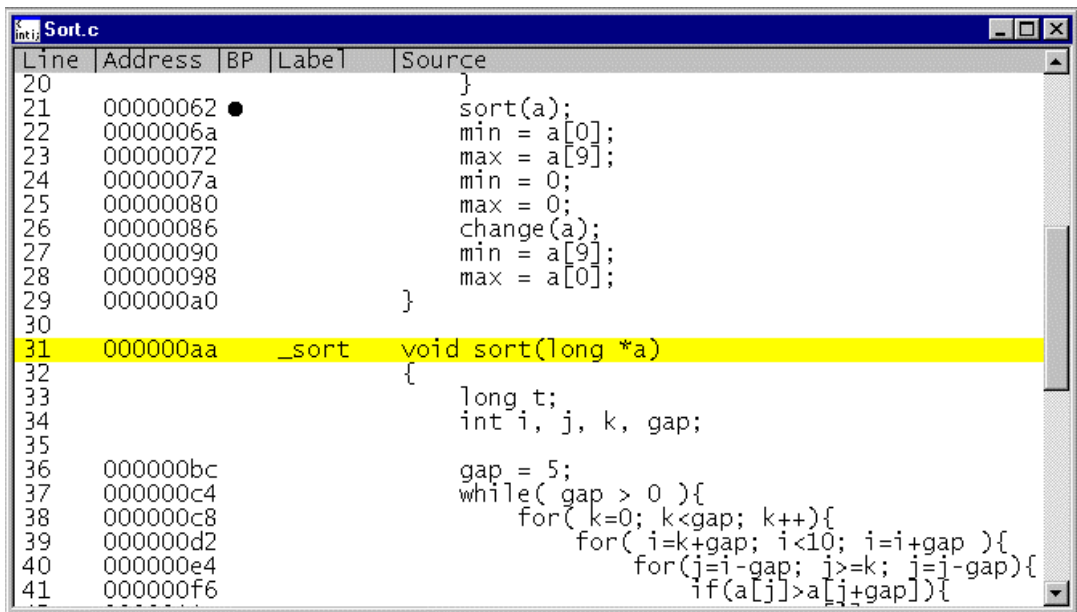 int i; Sort.c
Line |Address |BP |Label |Source
20 }
21 00000062 ● sort(a);
22 0000006a min = a[0];
23 00000072 max = a[9];
24 0000007a min = 0;
25 00000080 max = 0;
26 00000086 change(a);
27 00000090 min = a[9];
28 00000098 max = a[0];
29 000000a0 }
30
31 000000aa _sort void sort(long *a)
32 {
33 long t;
34 int i, j, k, gap;
35
36 000000bc gap = 5;
37 000000c4 while( gap > 0 ){
38 000000c8 for( k=0; k<gap; k++){
39 000000d2 for( i=k+gap; i<10; i=i+gap ){
40 000000e4 for(j=i-gap; j>=k; j=j-gap){
41 000000f6 if(a[j]>a[j+gap]){